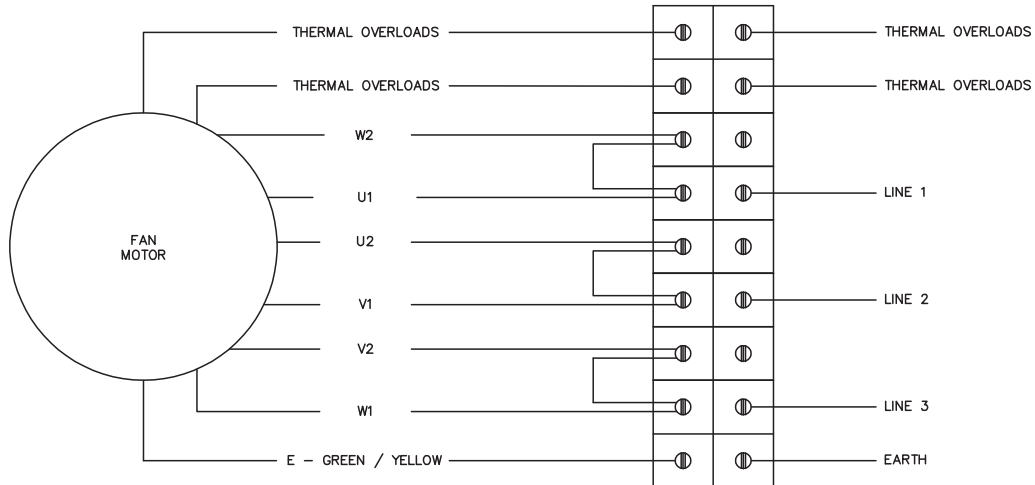 THERMAL OVERLOADS THERMAL OVERLOADS
THERMAL OVERLOADS THERMAL OVERLOADS
W2
U1 LINE 1
FAN
MOTOR
U2
V1 LINE 2
V2
W1 LINE 3
E - GREEN / YELLOW EARTH